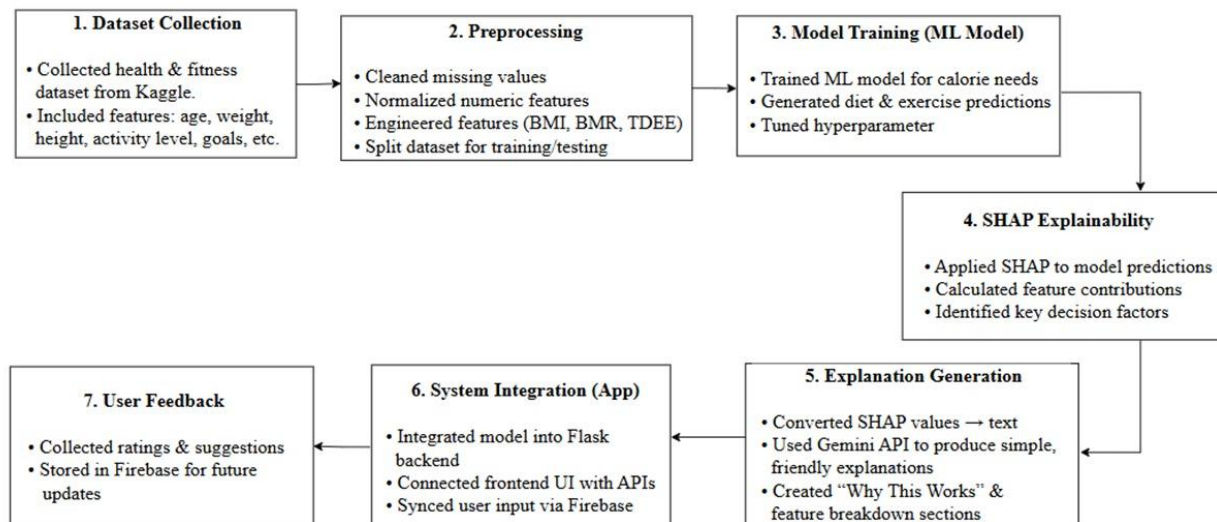 1. Dataset Collection
• Collected health & fitness
dataset from Kaggle.
• Included features: age, weight,
height, activity level, goals, etc.
2. Preprocessing
• Cleaned missing values
• Normalized numeric features
• Engineered features (BMI, BMR, TDEE)
• Split dataset for training/testing
3. Model Training (ML Model)
• Trained ML model for calorie needs
• Generated diet & exercise predictions
• Tuned hyperparameter
4. SHAP Explainability
• Applied SHAP to model predictions
• Calculated feature contributions
• Identified key decision factors
5. Explanation Generation
• Converted SHAP values → text
• Used Gemini API to produce simple,
friendly explanations
• Created “Why This Works” &
feature breakdown sections
6. System Integration (App)
• Integrated model into Flask
backend
• Connected frontend UI with APIs
• Synced user input via Firebase
7. User Feedback
• Collected ratings & suggestions
• Stored in Firebase for future
updates